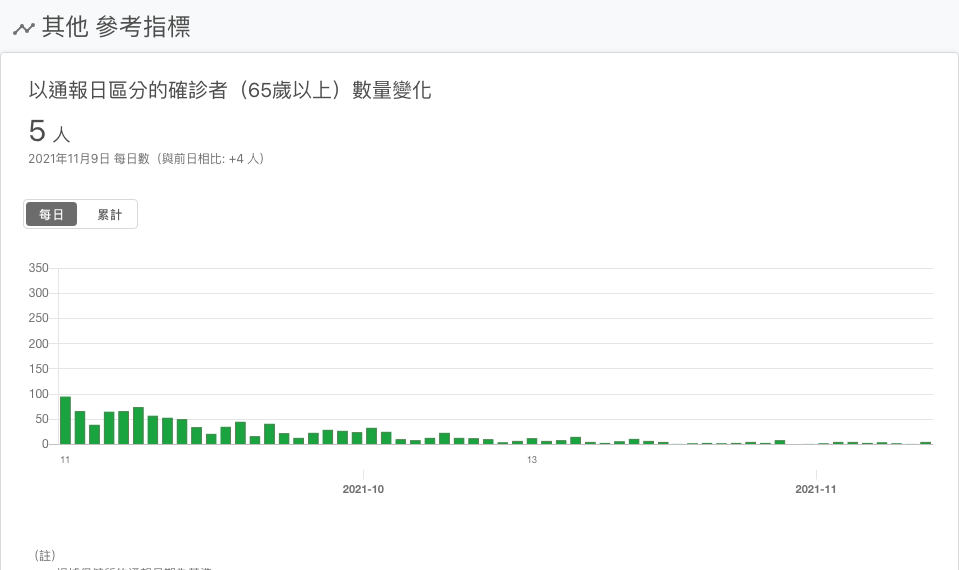 其他 參考指標
以通報日區分的確診者（65歲以上）數量變化
5 人
2021年11月9日 每日數（與前日相比: +4 人）
每日 累計
350
300
250
200
150
100
50
0
11 13
2021-10 2021-11
（註）